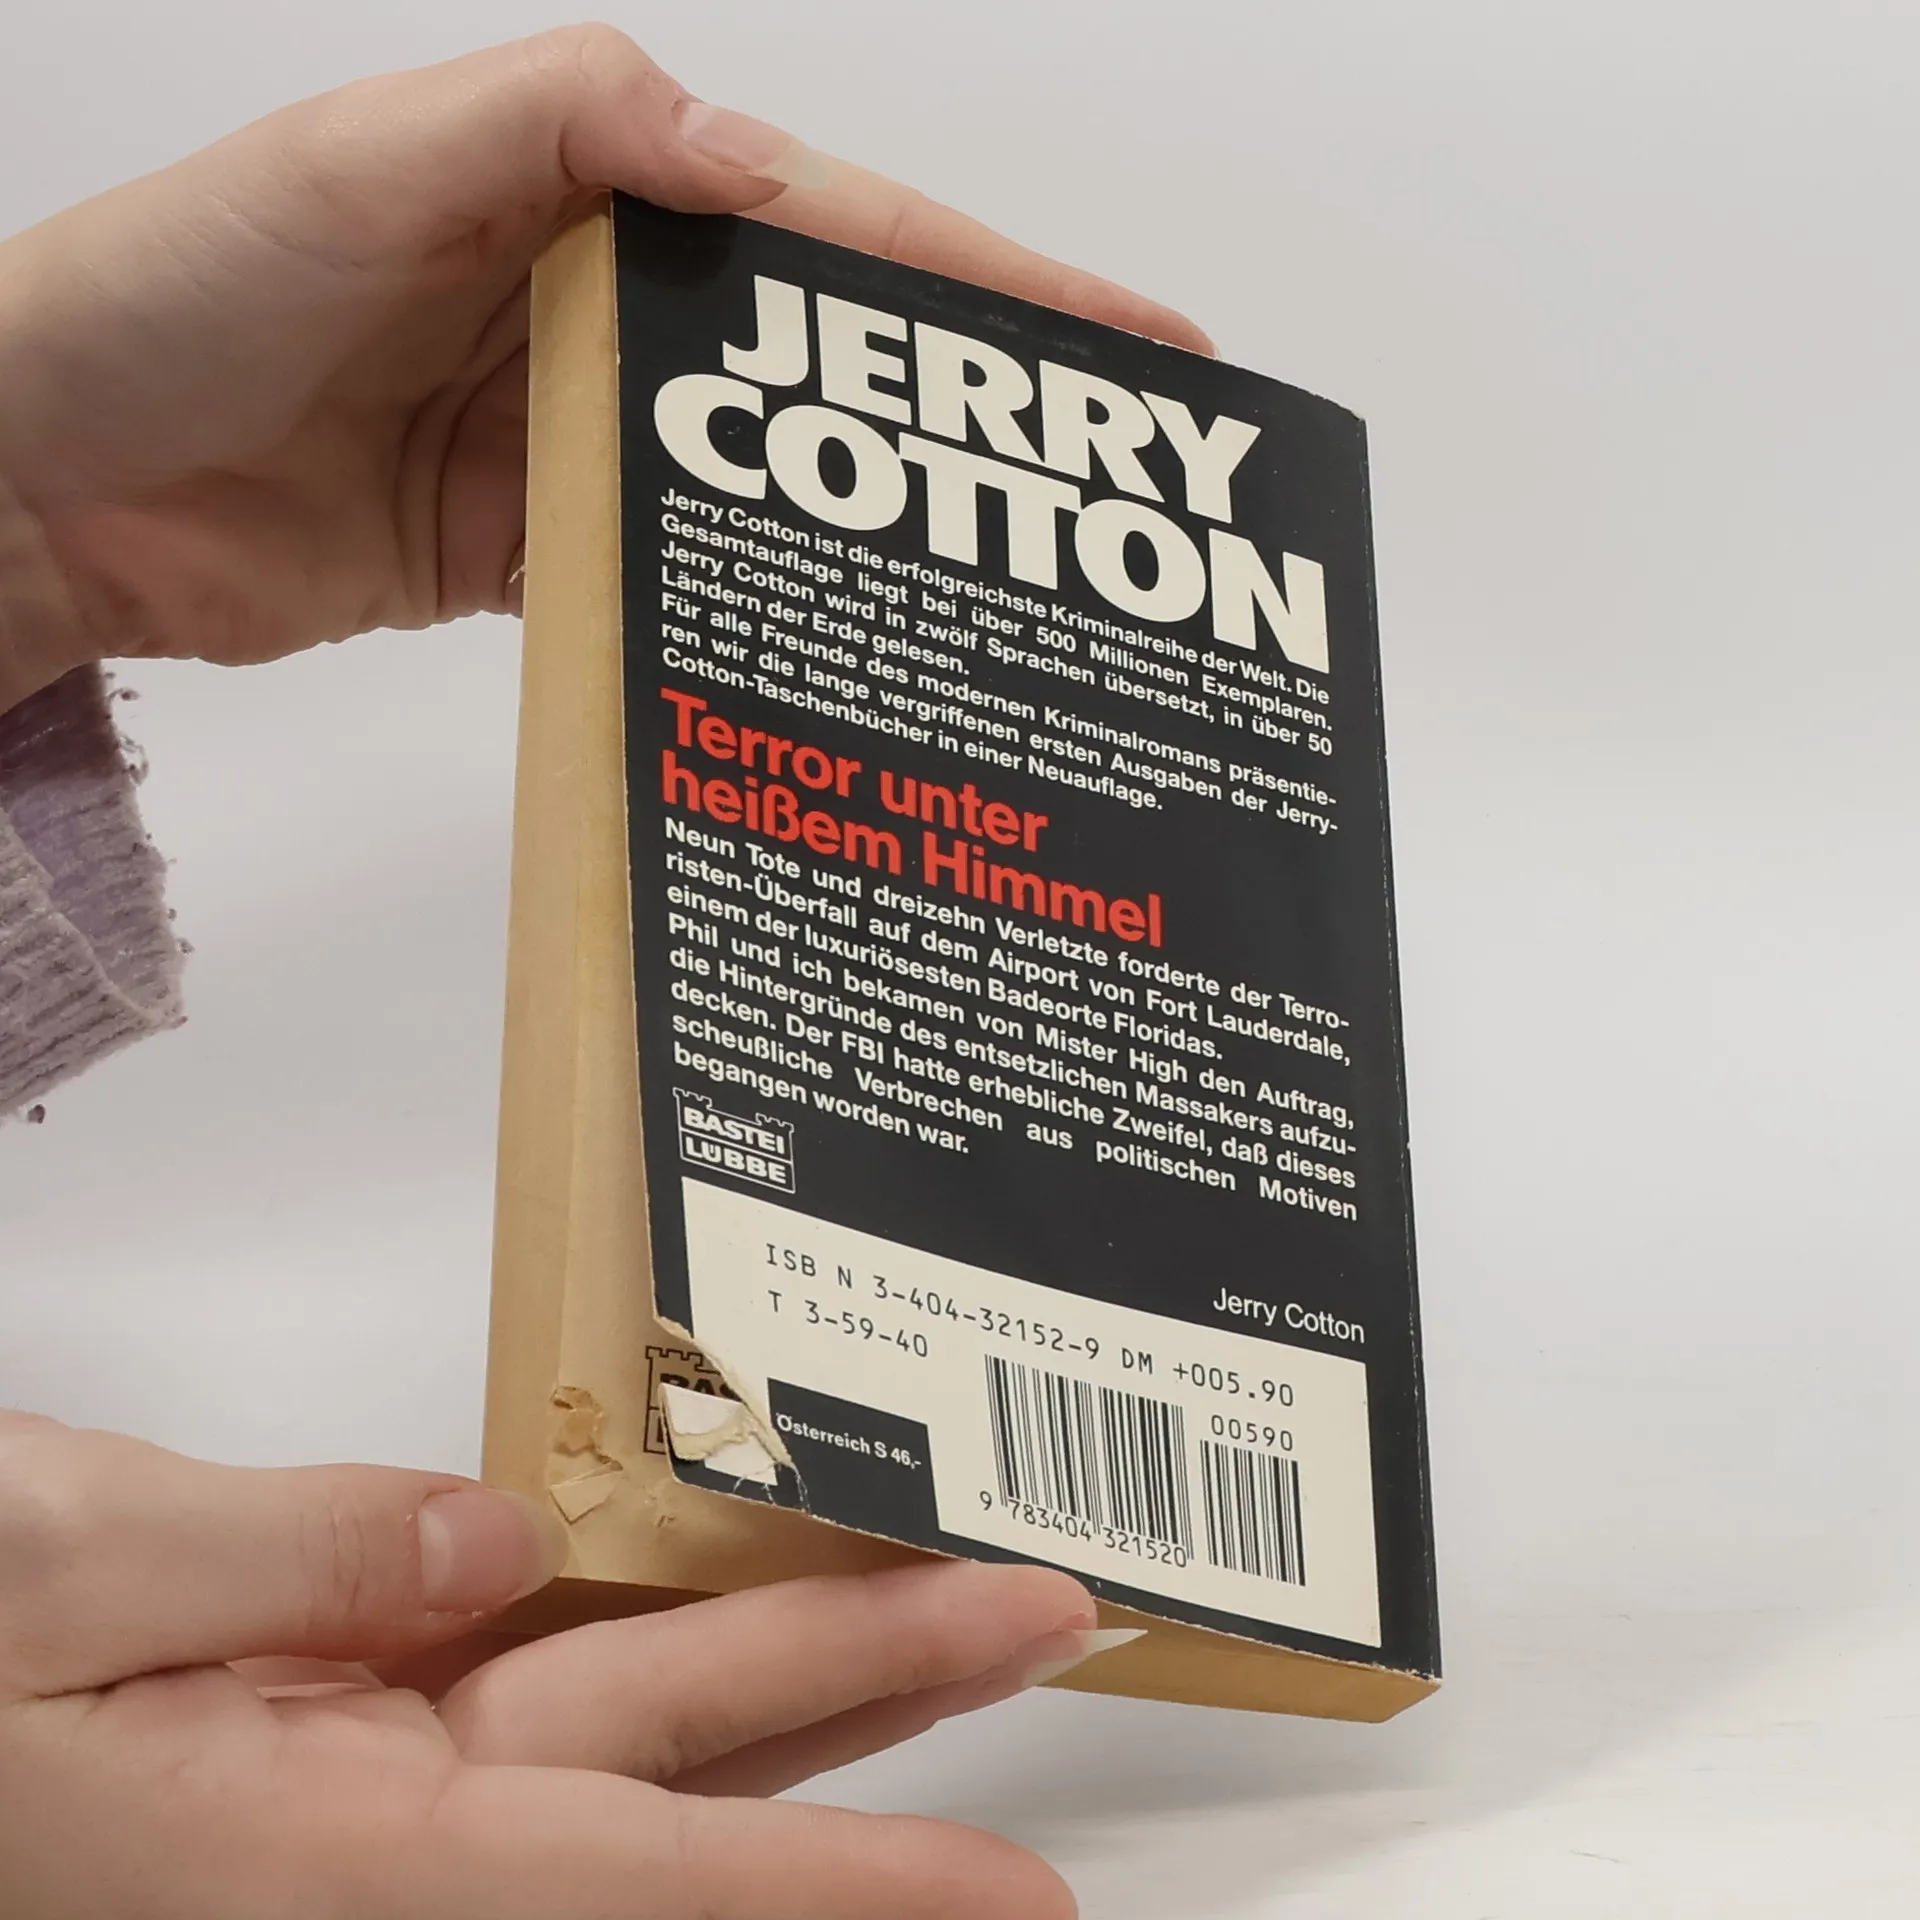 JERRY
COTTON
Jerry Cotton ist die erfolgreichste Kriminalreihe der Welt. Die
Gesamtauflage liegt bei über 500 Millionen Exemplaren.
Jerry Cotton wird in zwölf Sprachen übersetzt, in über 50
Ländern der Erde gelesen.
Für alle Freunde des modernen Kriminalromans präsentie-
ren wir die lange vergriffenen ersten Ausgaben der Jerry-
Cotton-Taschenbücher in einer Neuauflage.
Terror unter
heißem Himmel
Neun Tote und dreizehn Verletzte forderte der Terro-
risten-Überfall auf dem Airport von Fort Lauderdale,
einem der luxuriösesten Badeorte Floridas.
Phil und ich bekamen von Mister High den Auftrag,
die Hintergründe des entsetzlichen Massakers aufzu-
decken. Der FBI hatte erhebliche Zweifel, daß dieses
scheußliche Verbrechen aus politischen Motiven
begangen worden war.
BASTEI
LÜBBE
Jerry Cotton
ISB N 3-404-32152-9 DM +005.90
T 3-59-40
00590
Österreich S 46,-
9 783404 321520